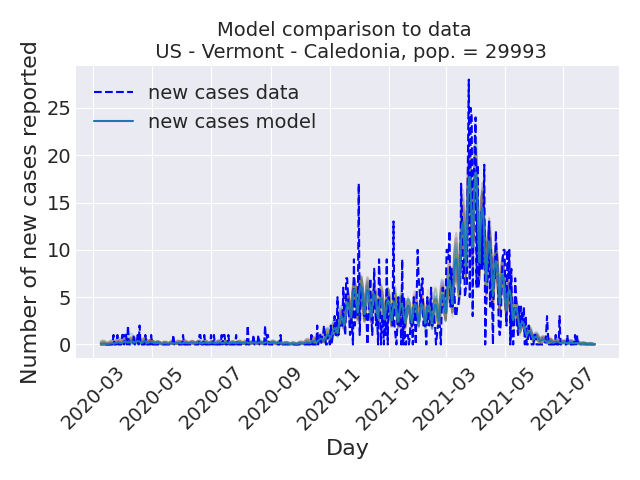 Model comparison to data
US - Vermont - Caledonia, pop. = 29993
Number of new cases reported
25
20
15
10
5
0
new cases data
new cases model
2020-03
2020-05
2020-07
2020-09
2020-11
2021-01
2021-03
2021-05
2021-07
Day